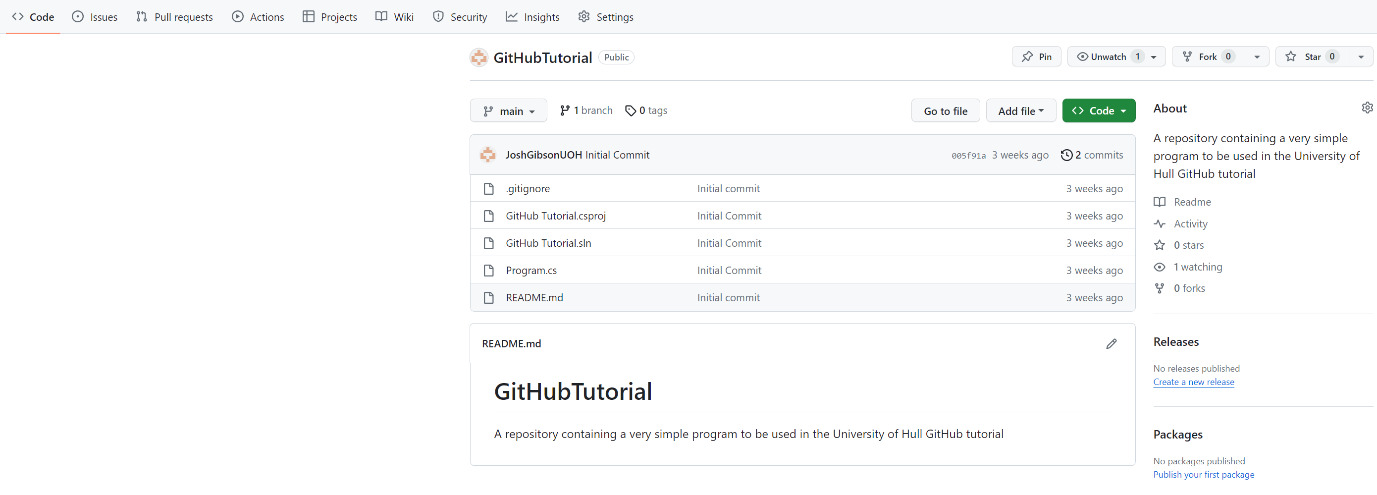 Code Issues Pull requests Actions Projects Wiki Security Insights Settings
GitHubTutorial Public Pin Unwatch 1 Fork 0 Star 0
main 1 branch 0 tags Go to file Add file Code
JoshGibsonUOH Initial Commit 005f91a 3 weeks ago 2 commits
.gitignore Initial commit 3 weeks ago
GitHub Tutorial.csproj Initial Commit 3 weeks ago
GitHub Tutorial.sln Initial Commit 3 weeks ago
Program.cs Initial Commit 3 weeks ago
README.md Initial commit 3 weeks ago
README.md
GitHubTutorial
A repository containing a very simple program to be used in the University of Hull GitHub tutorial
About
A repository containing a very simple
program to be used in the University of
Hull GitHub tutorial
Readme
Activity
0 stars
1 watching
0 forks
Releases
No releases published
Create a new release
Packages
No packages published
Publish your first package